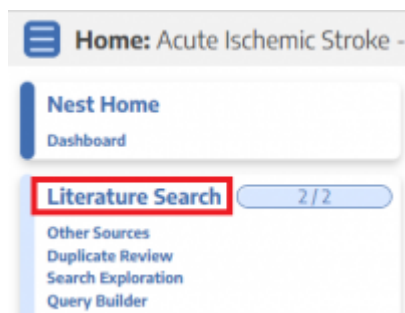 Home: Acute Ischemic Stroke -
Nest Home
Dashboard
Literature Search 2/2
Other Sources
Duplicate Review
Search Exploration
Query Builder